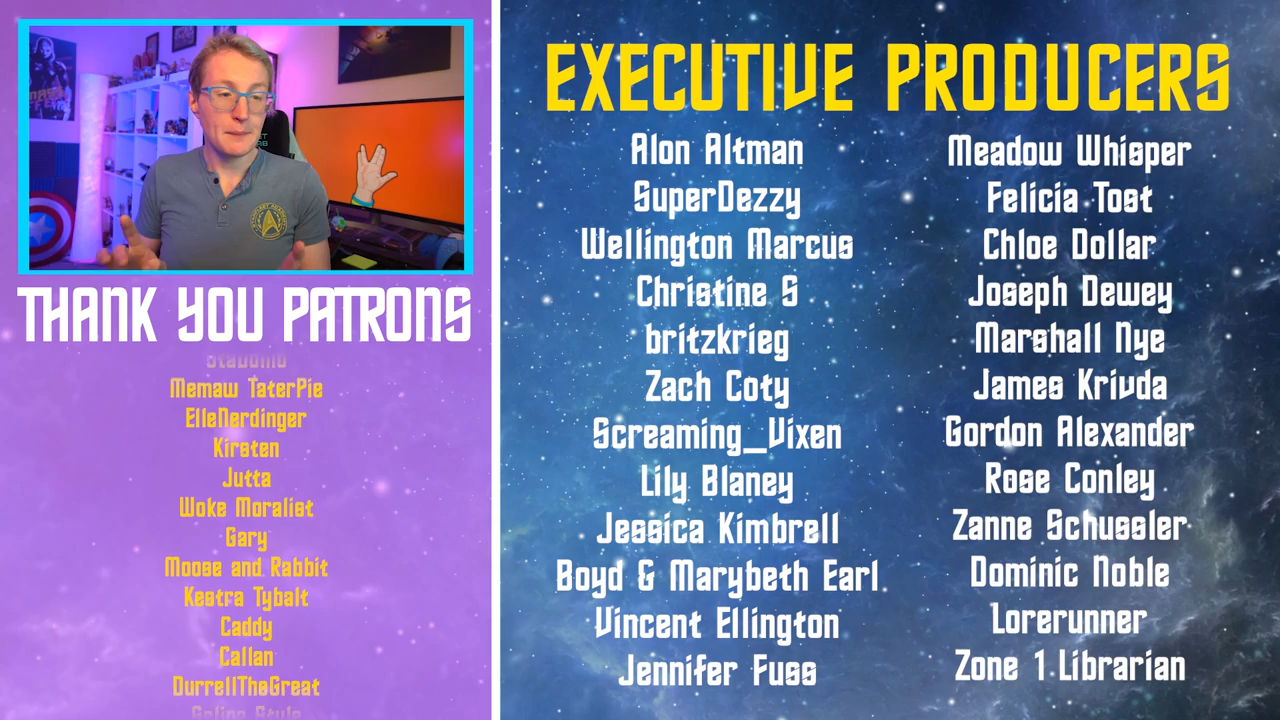 THANK YOU PATRONS
Memaw TaterPie
ElleNerdinger
Kirsten
Jutta
Woke Moralist
Gary
Moose and Rabbit
Kestra Tybalt
Caddy
Callan
DurrellTheGreat
EXECUTIVE PRODUCERS
Alon Altman
SuperDezzy
Wellington Marcus
Christine S
britzkrieg
Zach Coty
Screaming_Vixen
Lily Blaney
Jessica Kimbrell
Boyd & Marybeth Earl
Vincent Ellington
Jennifer Fuss
Meadow Whisper
Felicia Tost
Chloe Dollar
Joseph Dewey
Marshall Nye
James Krivda
Gordon Alexander
Rose Conley
Zanne Schussler
Dominic Noble
Lorerunner
Zone 1 Librarian